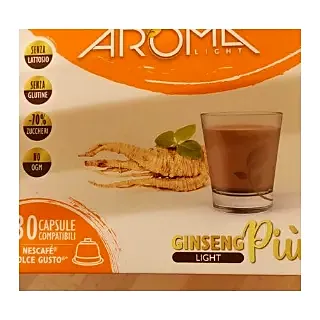 AROMA
LIGHT
SENZA
LATTOSIO
SENZA
GLUTINE
-70%
ZUCCHERI
NO
OGM
30 CAPSULE
COMPATIBILI
NESCAFÉ®
DOLCE GUSTO®*
GINSENG Più
LIGHT